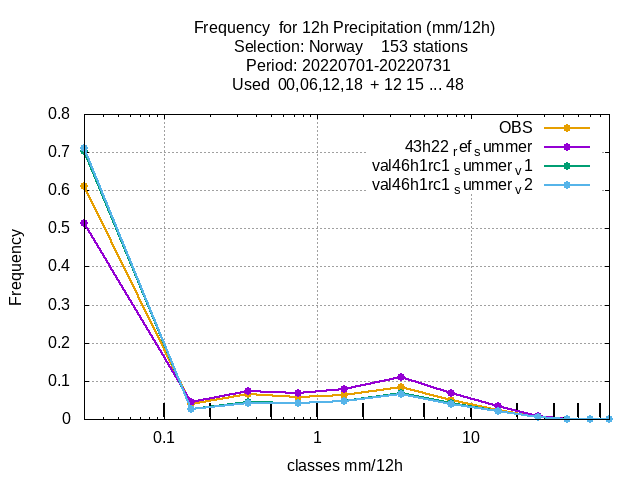 Frequency  for 12h Precipitation (mm/12h)
Selection: Norway    153 stations
Period: 20220701-20220731
Used  00,06,12,18  + 12 15 ... 48
0.8
0.7
0.6
0.5
0.4
0.3
0.2
0.1
0
Frequency
OBS
43h22 ref summer
val46h1rc1 summer v1
val46h1rc1 summer v2
0.1
1
10
classes mm/12h